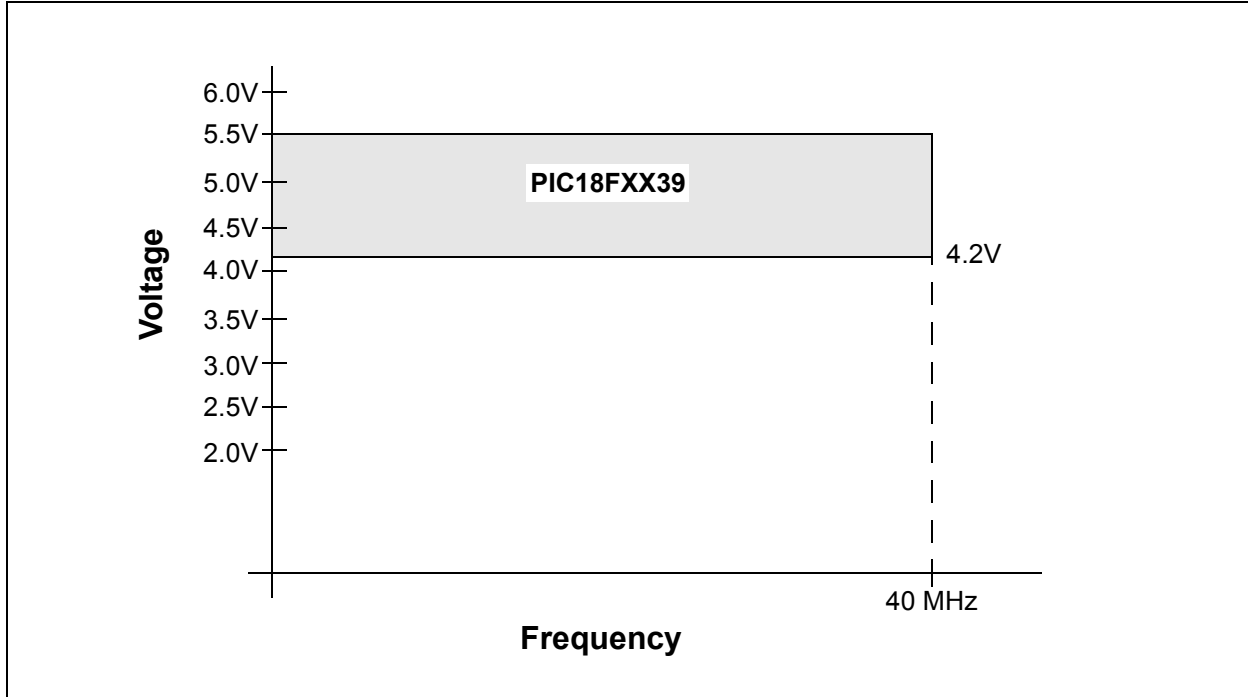 6.0V
5.5V
5.0V
4.5V
4.0V
3.5V
3.0V
2.5V
2.0V
Voltage
PIC18FXX39
4.2V
40 MHz
Frequency